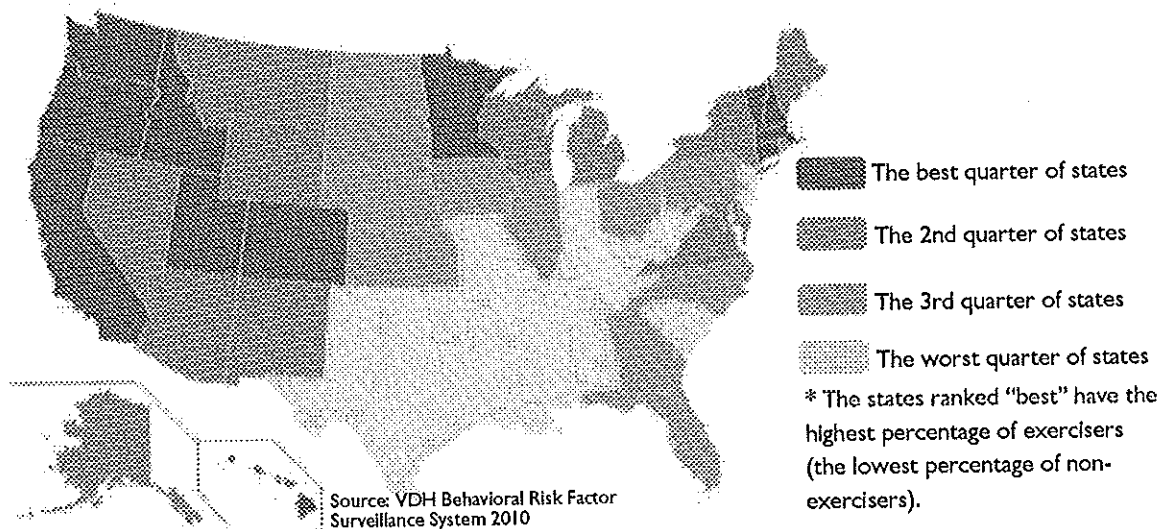 The best quarter of states
The 2nd quarter of states
The 3rd quarter of states
The worst quarter of states
* The states ranked "best" have the
highest percentage of exercisers
(the lowest percentage of non-
exercisers).
Source: VDH Behavioral Risk Factor
Surveillance System 2010